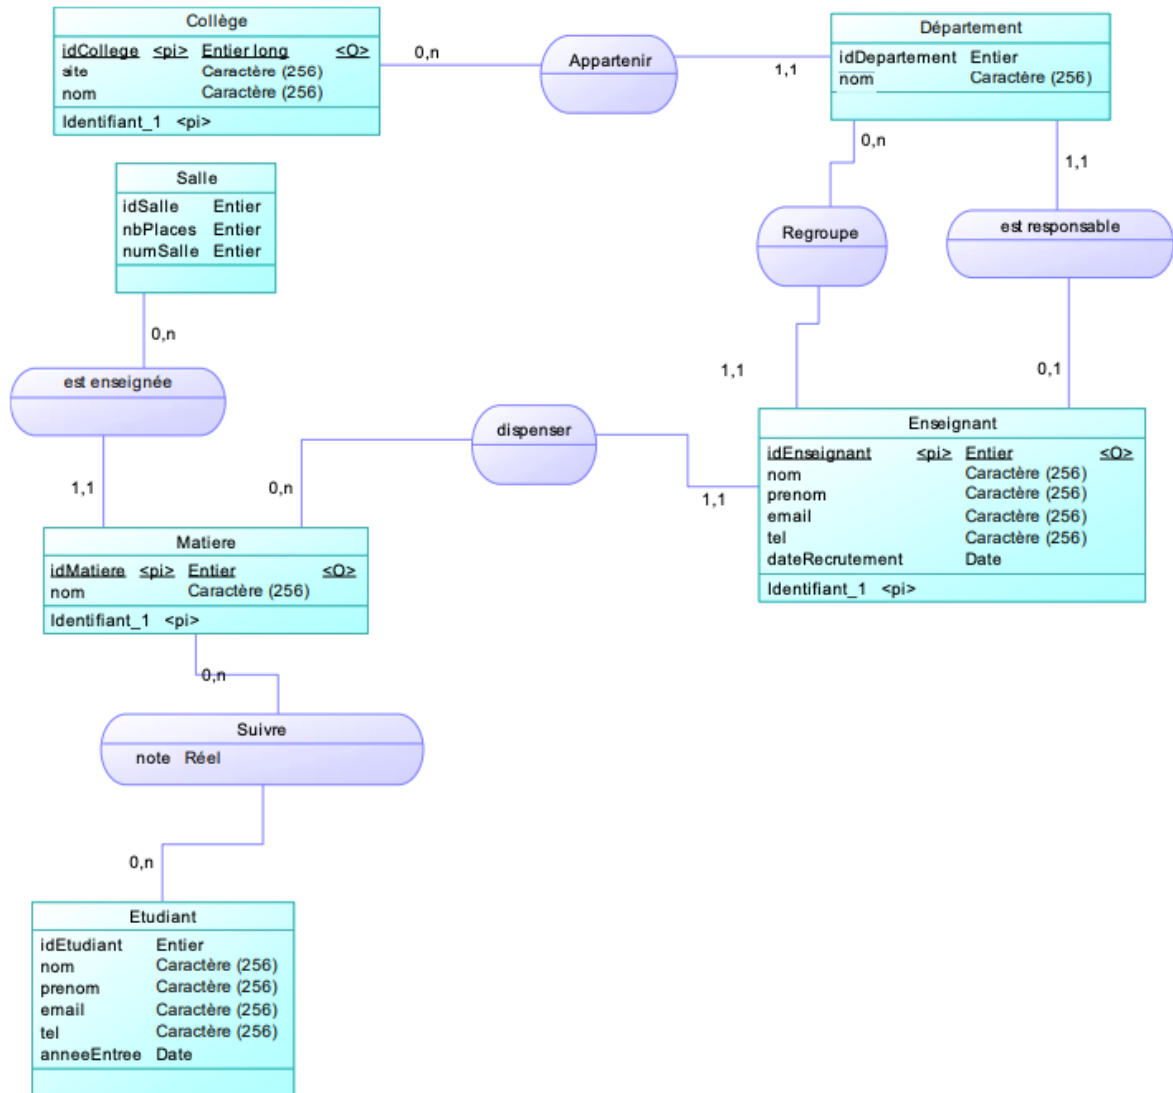 Collège
idCollege <pi> Entier long <O>
site Caractère (256)
nom Caractère (256)
Identifiant_1 <pi>
0,n
Appartenir
1,1
Département
idDepartement Entier
nom Caractère (256)
0,n
1,1
Salle
idSalle Entier
nbPlaces Entier
numSalle Entier
Regroupe
est responsable
0,n
est enseignée
1,1
0,1
dispenser
Enseignant
idEnseignant <pi> Entier <O>
nom Caractère (256)
prenom Caractère (256)
email Caractère (256)
tel Caractère (256)
dateRecrutement Date
Identifiant_1 <pi>
1,1
0,n
1,1
Matiere
idMatiere <pi> Entier <O>
nom Caractère (256)
Identifiant_1 <pi>
0,n
Suivre
note Réel
0,n
Etudiant
idEtudiant Entier
nom Caractère (256)
prenom Caractère (256)
email Caractère (256)
tel Caractère (256)
anneeEntree Date